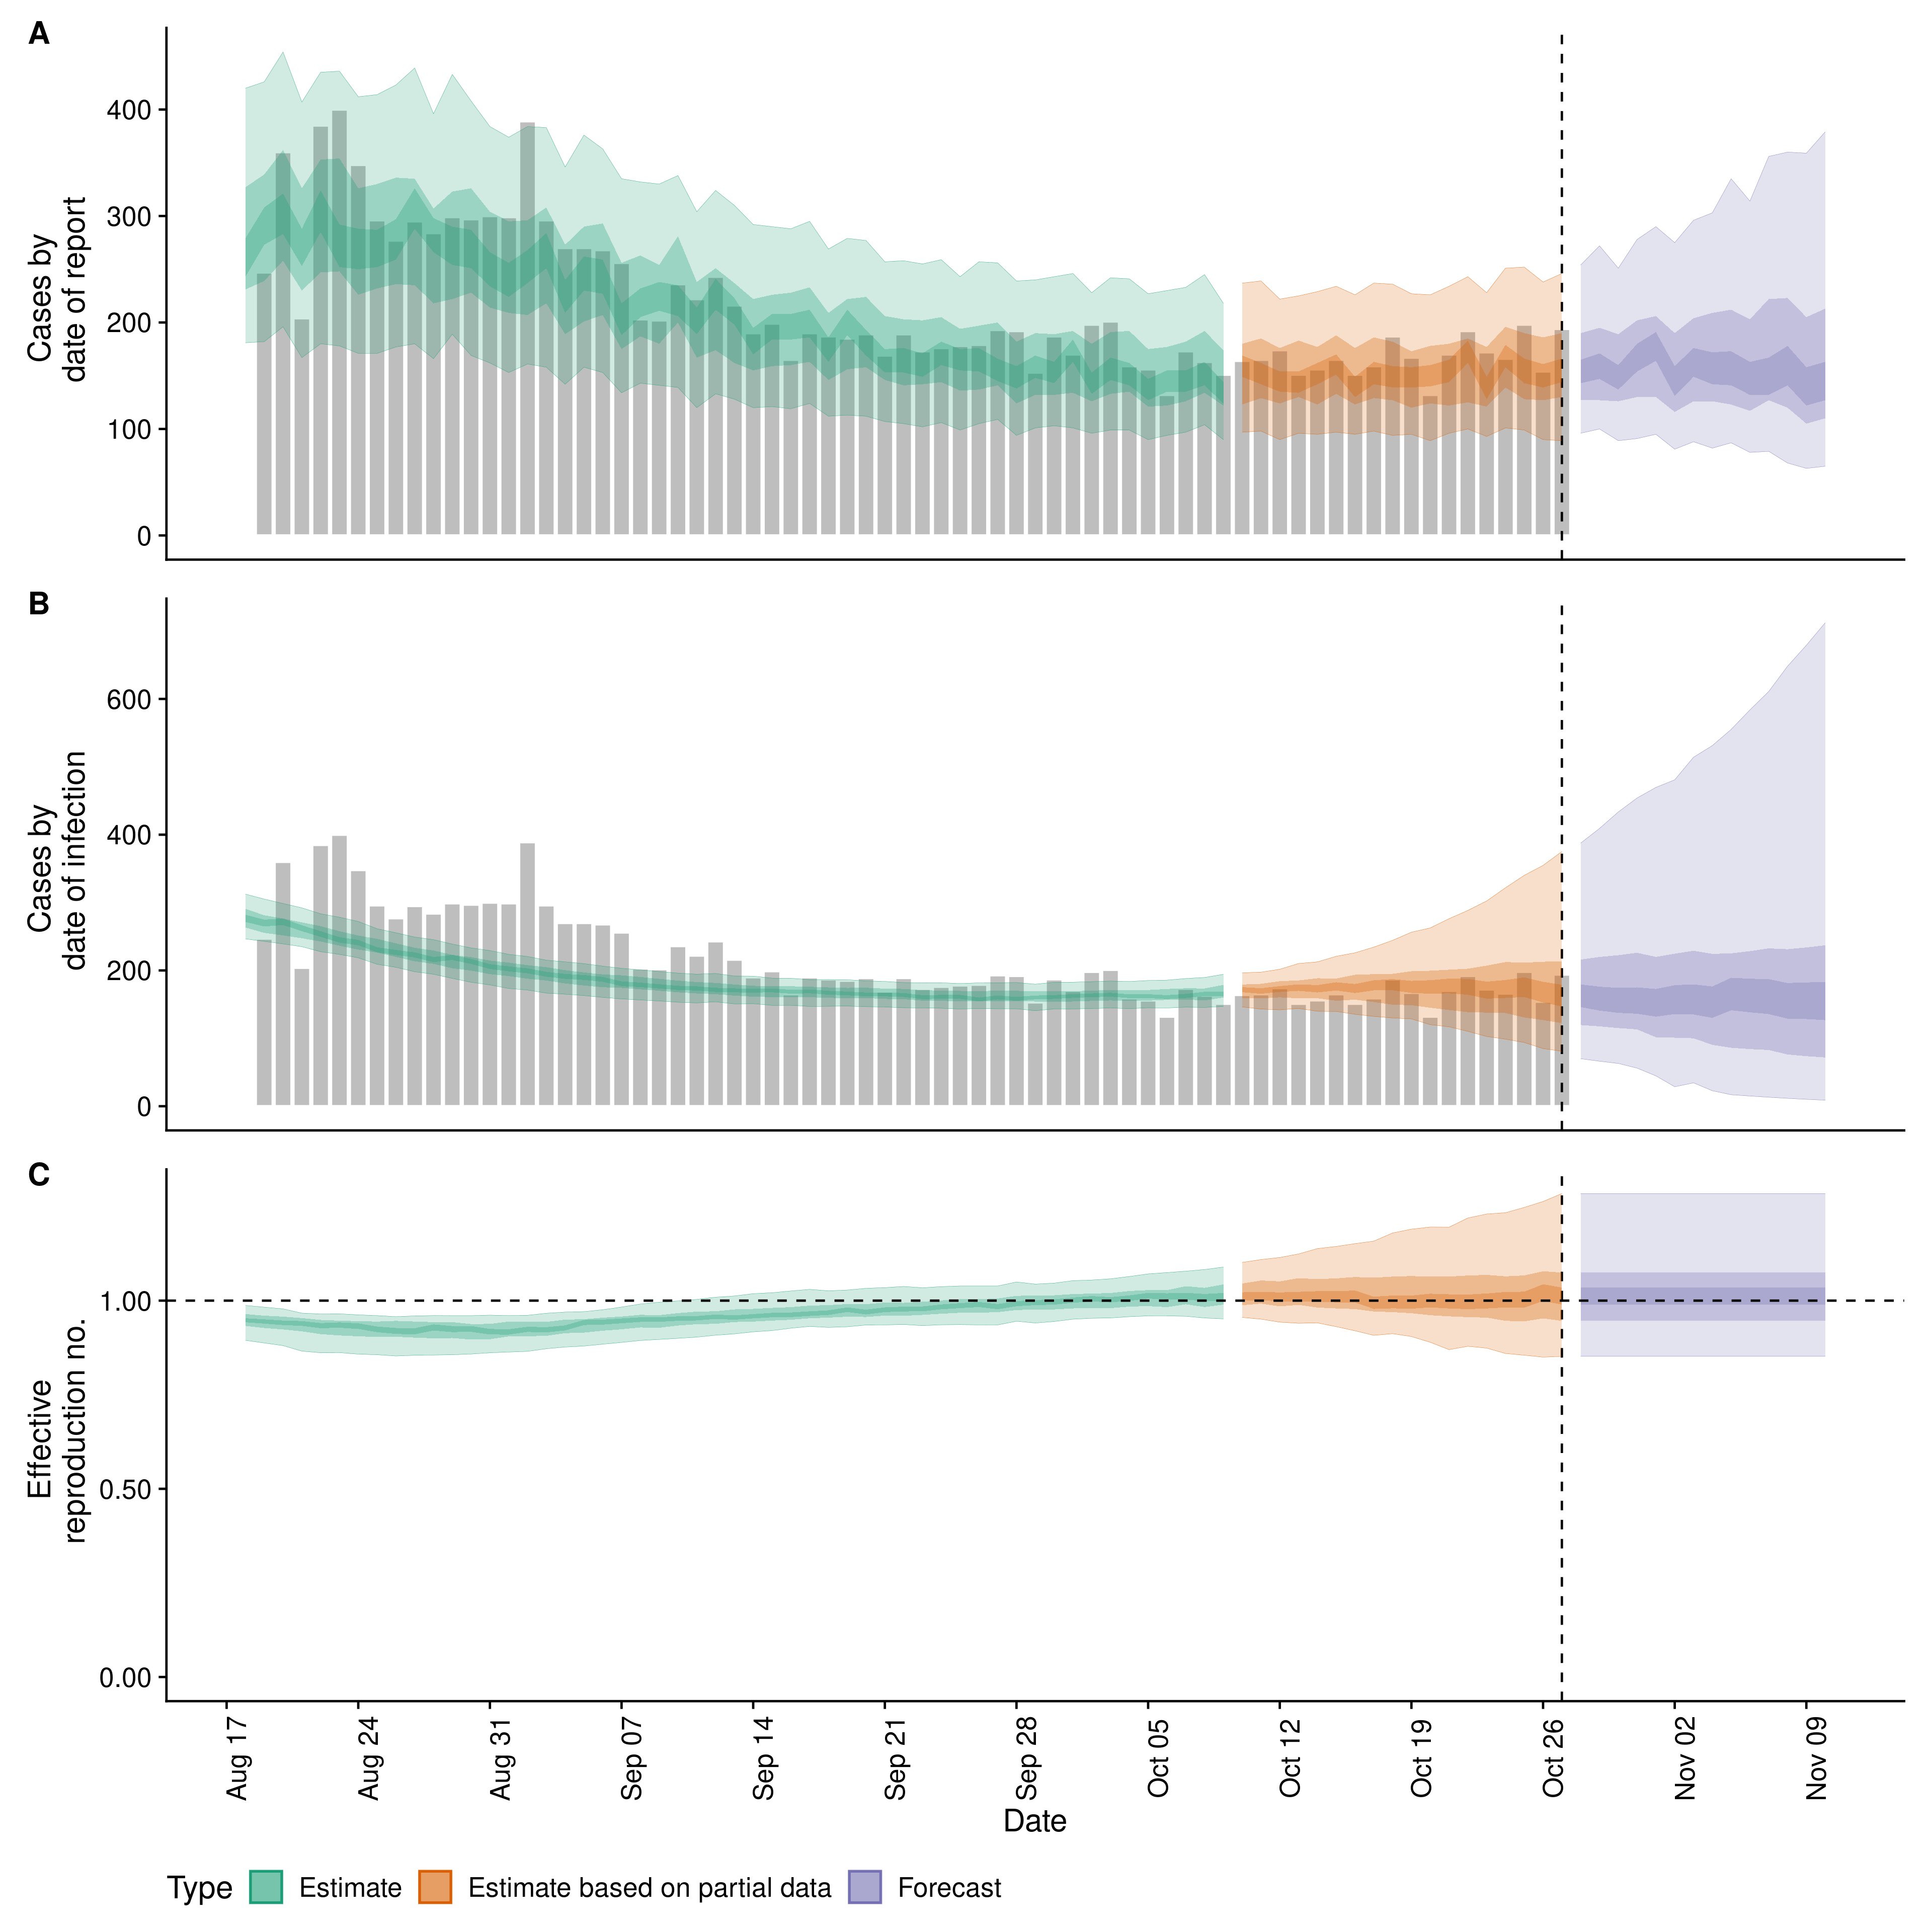 A
Cases by
date of report
400
300
200
100
0
B
Cases by
date of infection
600
400
200
0
C
Effective
reproduction no.
1.00
0.50
0.00
Aug 17
Aug 24
Aug 31
Sep 07
Sep 14
Sep 21
Sep 28
Oct 05
Oct 12
Oct 19
Oct 26
Nov 02
Nov 09
Date
Type Estimate Estimate based on partial data Forecast